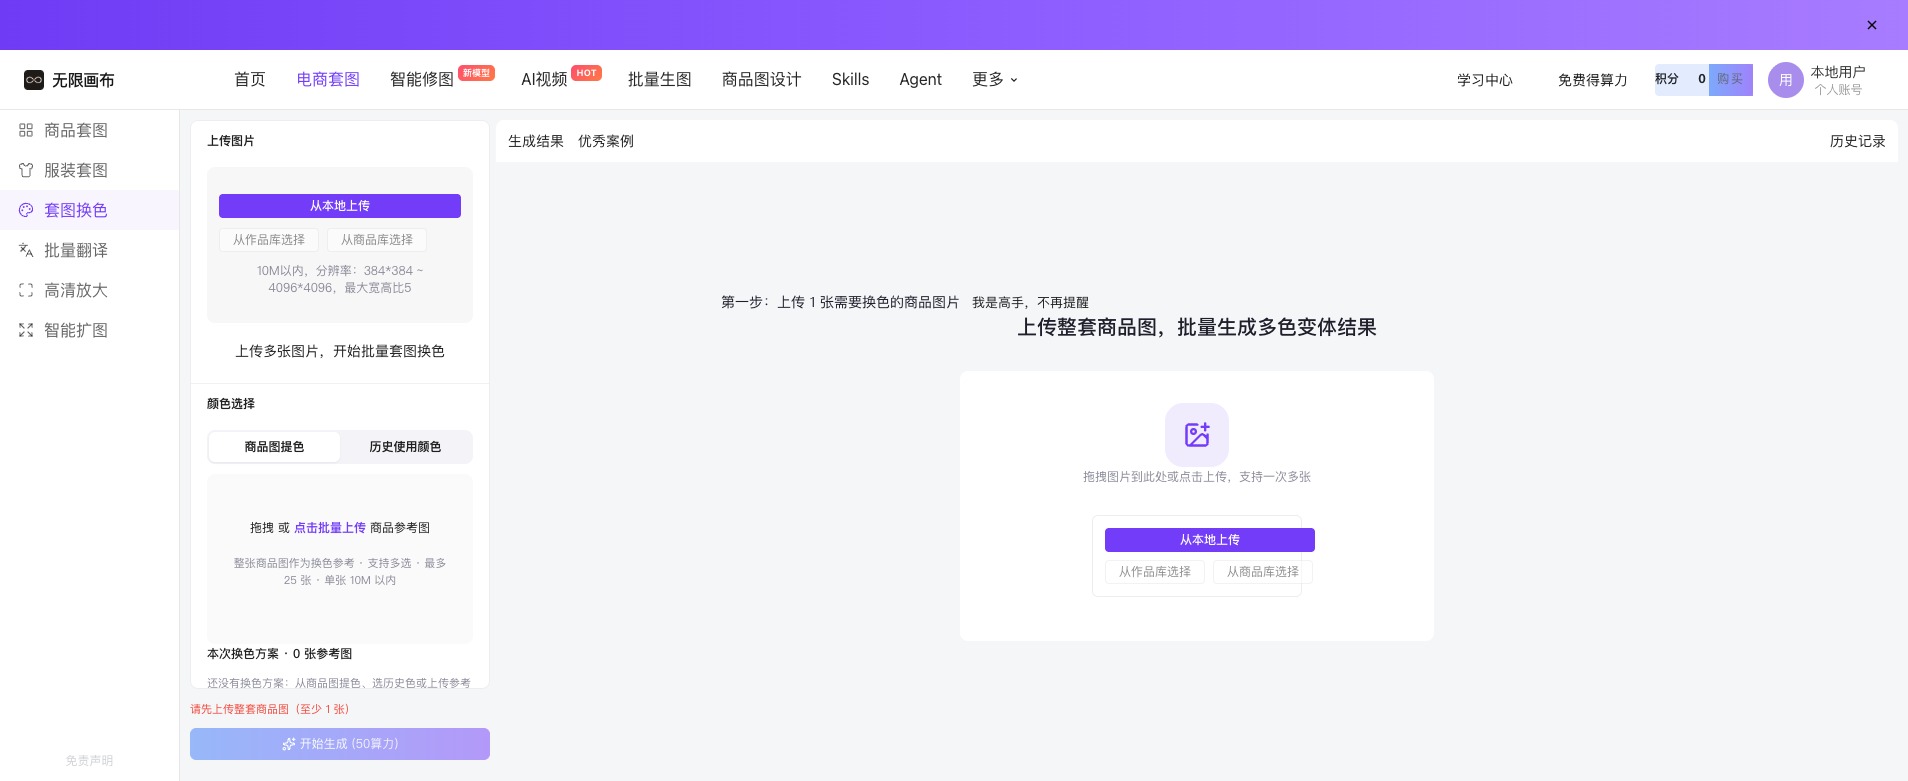 无限画布
首页
电商套图
智能修图
新模型
AI视频
HOT
批量生图
商品图设计
Skills
Agent
更多
学习中心
免费得算力
积分 0
购买
用
本地用户
个人账号
商品套图
服装套图
套图换色
批量翻译
高清放大
智能扩图
免责声明
上传图片
从本地上传
从作品库选择
从商品库选择
10M以内，分辨率：384*384 ~
4096*4096，最大宽高比5
上传多张图片，开始批量套图换色
颜色选择
商品图提色
历史使用颜色
拖拽 或 点击批量上传 商品参考图
整张商品图作为换色参考 · 支持多选 · 最多
25 张 · 单张 10M 以内
本次换色方案 · 0 张参考图
还没有换色方案：从商品图提色、选历史色或上传参考
请先上传整套商品图（至少 1 张）
开始生成 (50算力)
生成结果
优秀案例
历史记录
第一步：上传 1 张需要换色的商品图片
我是高手，不再提醒
上传整套商品图，批量生成多色变体结果
拖拽图片到此处或点击上传，支持一次多张
从本地上传
从作品库选择
从商品库选择